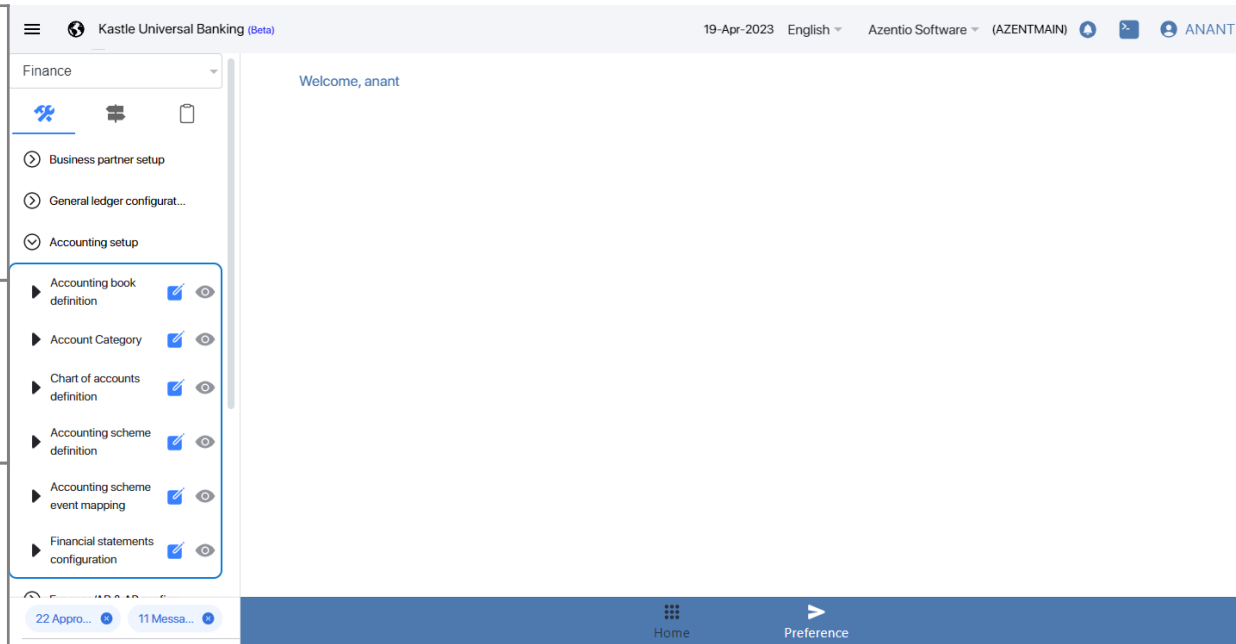 Kastle Universal Banking (Beta)
19-Apr-2023 English Azentio Software (AZENTMAIN) ANANT
Finance
Welcome, anant
Business partner setup
General ledger configurat...
Accounting setup
Accounting book
definition
Account Category
Chart of accounts
definition
Accounting scheme
definition
Accounting scheme
event mapping
Financial statements
configuration
22 Appro... 11 Messa...
Home Preference